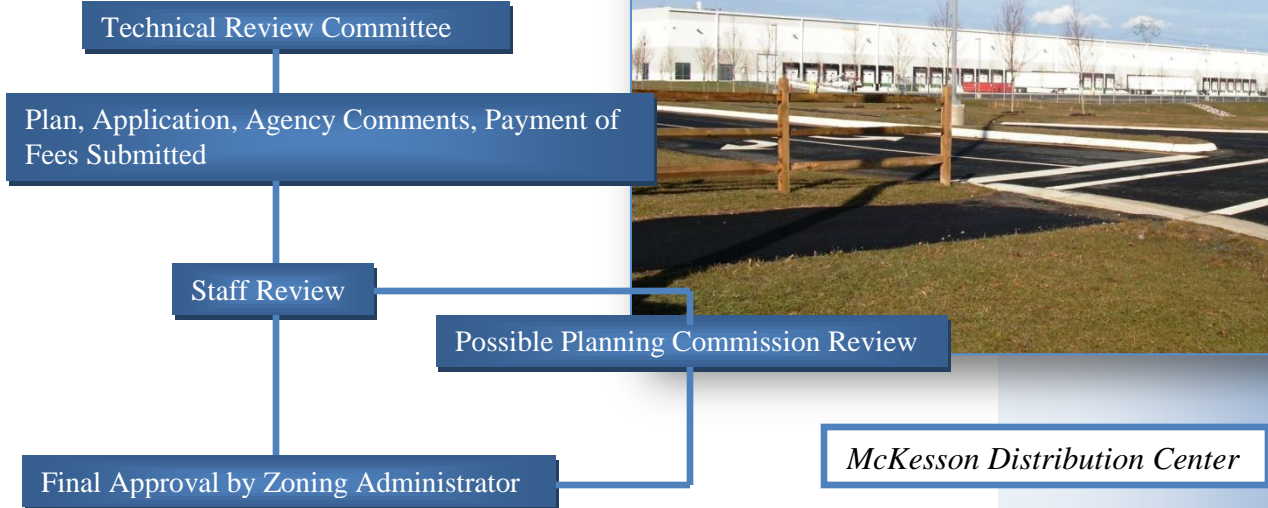 Technical Review Committee
Plan, Application, Agency Comments, Payment of
Fees Submitted
Staff Review
Possible Planning Commission Review
Final Approval by Zoning Administrator
McKesson Distribution Center